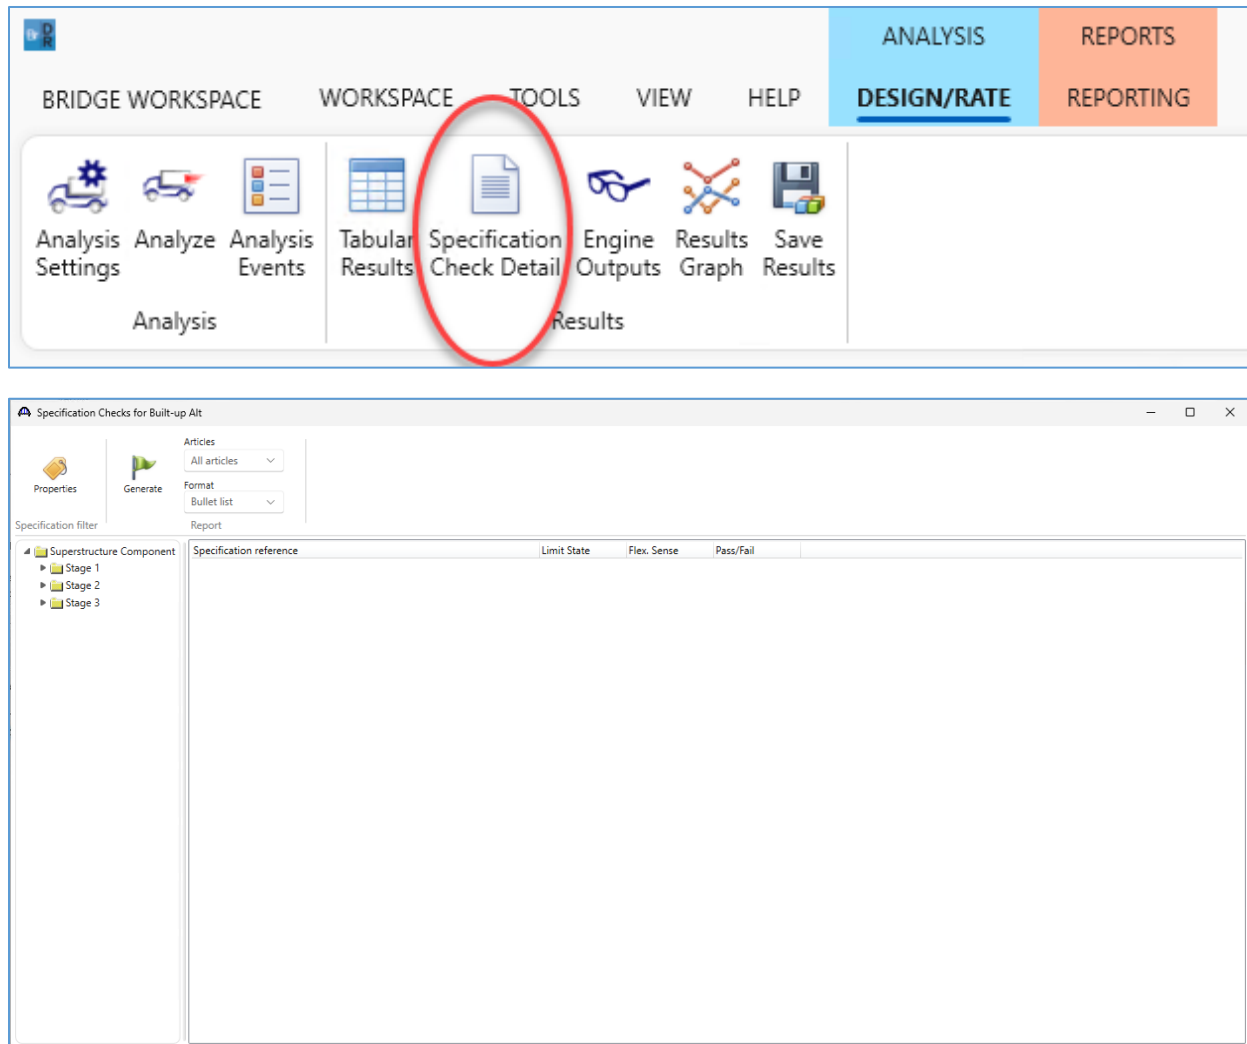 Br DR
ANALYSIS REPORTS
BRIDGE WORKSPACE WORKSPACE TOOLS VIEW HELP DESIGN/RATE REPORTING
Analysis Analyze Analysis Tabular Specification Engine Results Save
Settings Events Results Check Detail Outputs Graph Results
Analysis Results
Specification Checks for Built-up Alt
Articles
All articles
Properties Generate Format
Bullet list
Specification filter Report
Superstructure Component Specification reference Limit State Flex. Sense Pass/Fail
Stage 1
Stage 2
Stage 3